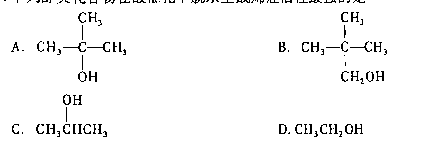 A. CH₃—C—CH₃
CH₃
OH
B. CH₃—C—CH₃
CH₃
CH₂OH
C. CH₃CHCH₃
OH
D. CH₃CH₂OH